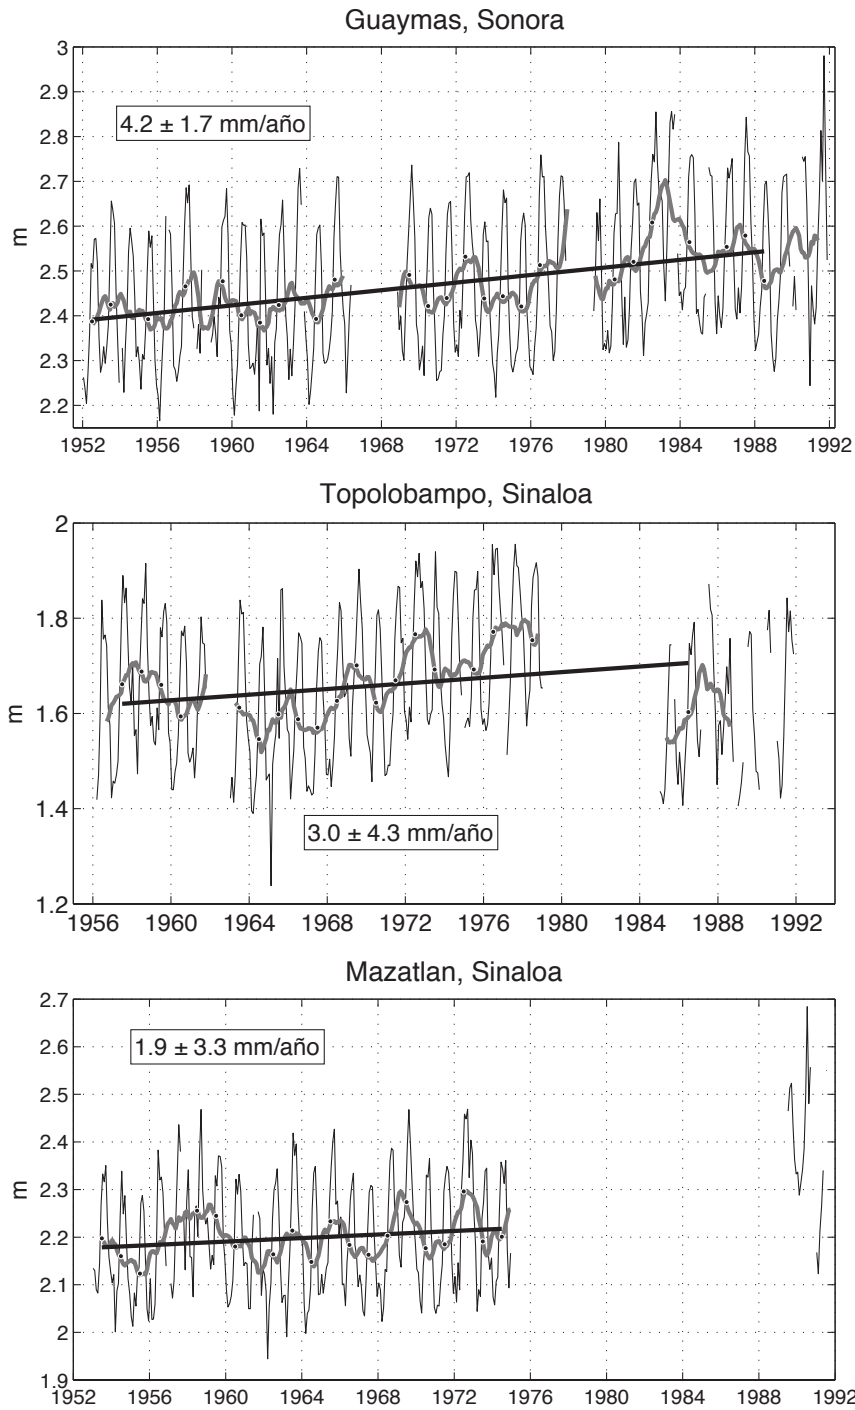 Guaymas, Sonora
3
2.9
2.8
2.7
2.6
2.5
2.4
2.3
2.2
m
4.2 ± 1.7 mm/año
1952 1956 1960 1964 1968 1972 1976 1980 1984 1988 1992
Topolobampo, Sinaloa
2
1.8
1.6
1.4
1.2
m
3.0 ± 4.3 mm/año
1956 1960 1964 1968 1972 1976 1980 1984 1988 1992
Mazatlan, Sinaloa
2.7
2.6
2.5
2.4
2.3
2.2
2.1
2
1.9
m
1.9 ± 3.3 mm/año
1952 1956 1960 1964 1968 1972 1976 1980 1984 1988 1992